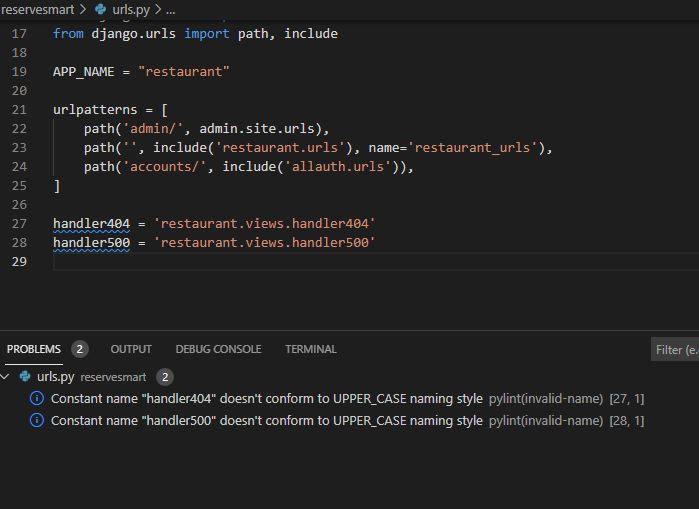 reservesmart > urls.py > ...
17 from django.urls import path, include
18
19 APP_NAME = "restaurant"
20
21 urlpatterns = [
22     path('admin/', admin.site.urls),
23     path('', include('restaurant.urls'), name='restaurant_urls'),
24     path('accounts/', include('allauth.urls')),
25 ]
26
27 handler404 = 'restaurant.views.handler404'
28 handler500 = 'restaurant.views.handler500'
29
PROBLEMS 2 OUTPUT DEBUG CONSOLE TERMINAL Filter (e.
urls.py reservesmart 2
Constant name "handler404" doesn't conform to UPPER_CASE naming style pylint(invalid-name) [27, 1]
Constant name "handler500" doesn't conform to UPPER_CASE naming style pylint(invalid-name) [28, 1]